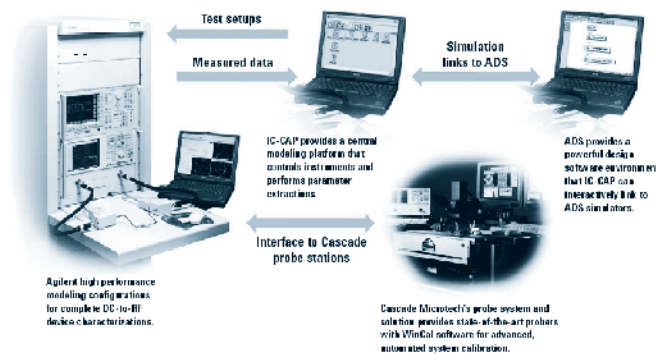 Test setups
Measured data
Simulation
links to ADS
IC-CAP provides a central
modeling platform that
controls instruments and
performs parameter
extractions.
ADS provides a
powerful design
software environment
that IC-CAP can
interactively link to
ADS simulators.
Interface to Cascade
probe stations
Agilent high performance
modeling configurations
for complete DC-to-RF
device characterizations.
Cascade Microtech's probe system and
solution provides state-of-the-art probers
with WinCal software for advanced,
automated system calibration.